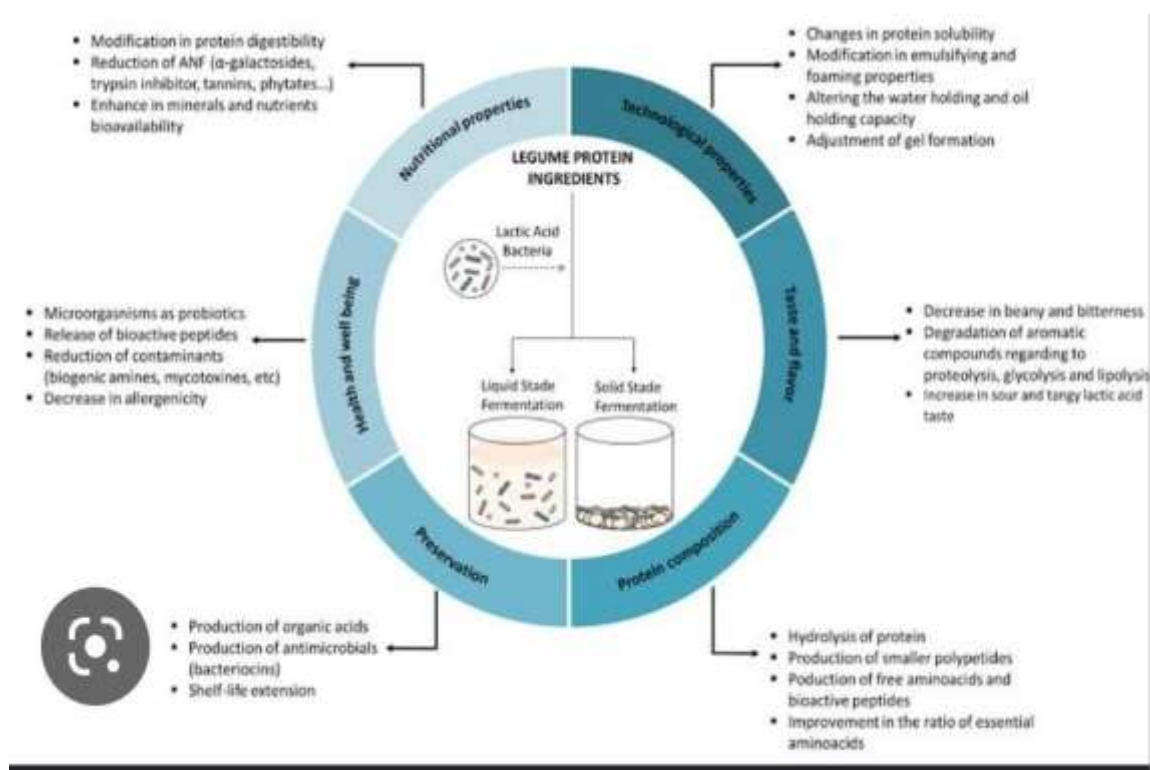 ▪ Modification in protein digestibility
▪ Reduction of ANF (α-galactosides,
trypsin inhibitor, tannins, phytates...)
▪ Enhance in minerals and nutrients
bioavailability
▪ Changes in protein solubility
▪ Modification in emulsifying and
foaming properties
▪ Altering the water holding and oil
holding capacity
▪ Adjustment of gel formation
Nutritional properties
Technological properties
LEGUME PROTEIN
INGREDIENTS
Lactic Acid
Bacteria
Health and well being
Taste and flavor
▪ Microorgnasisms as probiotics
▪ Release of bioactive peptides
▪ Reduction of contaminants
(biogenic amines, mycotoxines, etc)
▪ Decrease in allergenicity
▪ Decrease in beany and bitterness
▪ Degradation of aromatic
compounds regarding to
proteolysis, glycolysis and lipolysis
▪ Increase in sour and tangy lactic acid
taste
Liquid Stade
Fermentation
Solid Stade
Fermentation
Preservation
Protein composition
▪ Production of organic acids
▪ Production of antimicrobials
(bacteriocins)
▪ Shelf-life extension
▪ Hydrolysis of protein
▪ Production of smaller polypetides
▪ Poduction of free aminoacids and
bioactive peptides
▪ Improvement in the ratio of essential
aminoacids